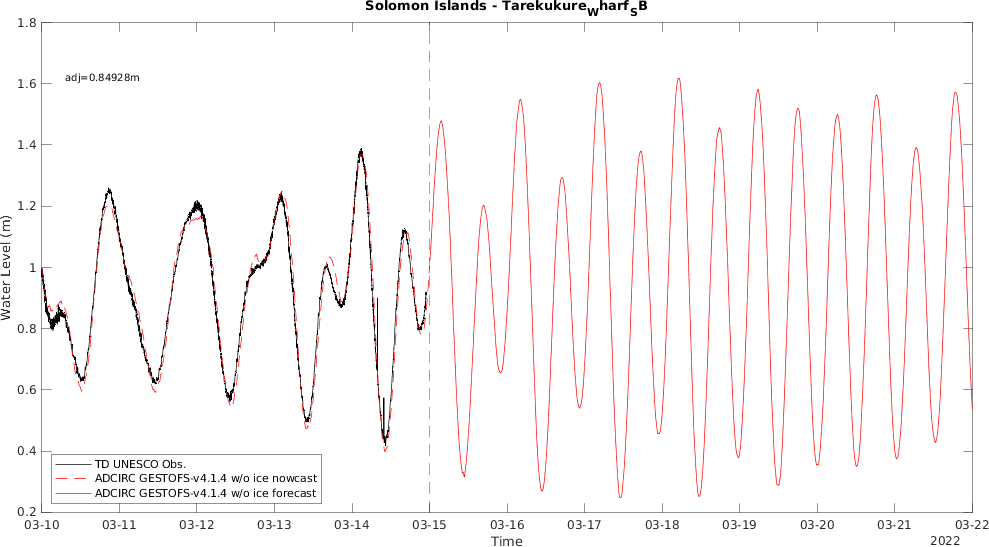 Solomon Islands - Tarekukure_Wharf_SB
adj=0.84928m
Water Level (m)
1.8
1.6
1.4
1.2
1
0.8
0.6
0.4
0.2
TD UNESCO Obs.
ADCIRC GESTOFS-v4.1.4 w/o ice nowcast
ADCIRC GESTOFS-v4.1.4 w/o ice forecast
03-10 03-11 03-12 03-13 03-14 03-15 03-16 03-17 03-18 03-19 03-20 03-21 03-22
Time
2022